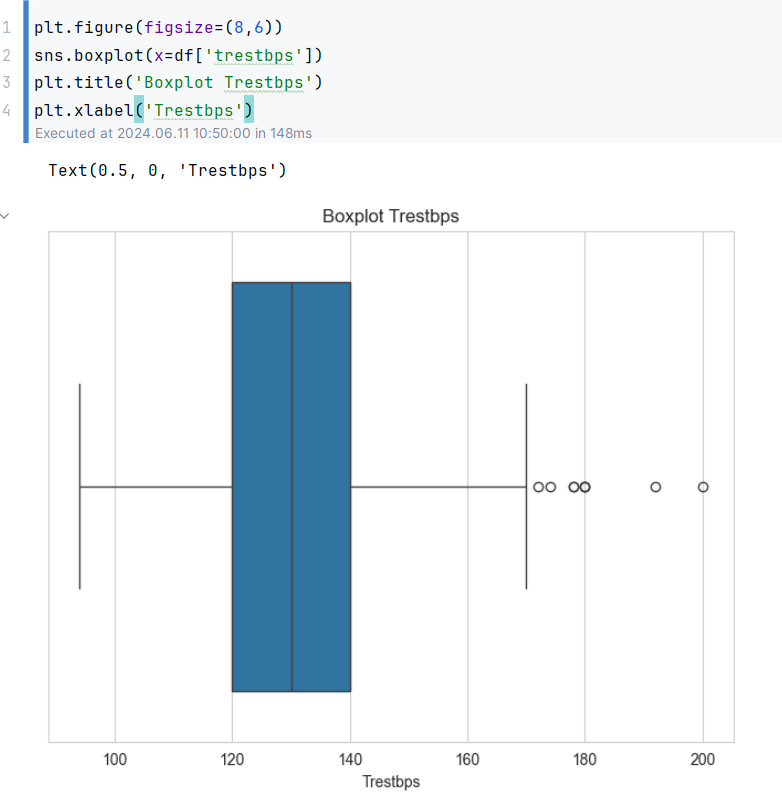 1 plt.figure(figsize=(8,6))
2 sns.boxplot(x=df['trestbps'])
3 plt.title('Boxplot Trestbps')
4 plt.xlabel('Trestbps')
Executed at 2024.06.11 10:50:00 in 148ms
Text(0.5, 0, 'Trestbps')
Boxplot Trestbps
100 120 140 160 180 200
Trestbps